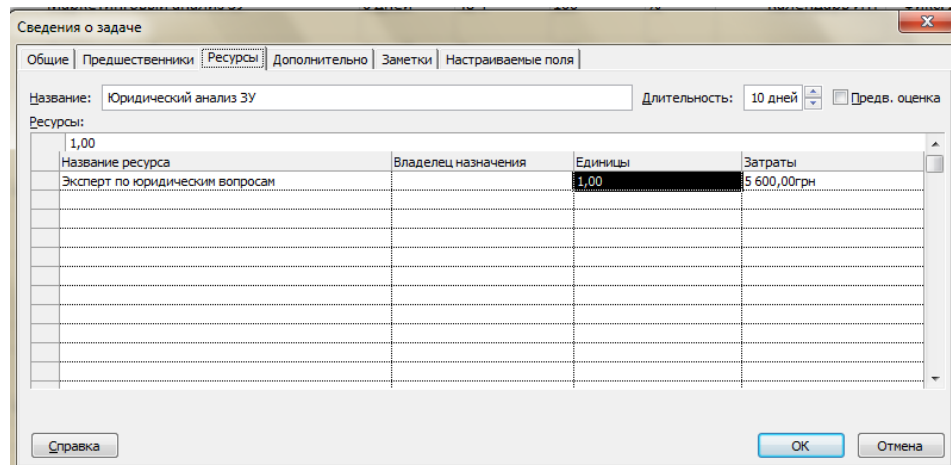 Сведения о задаче
Общие Предшественники Ресурсы Дополнительно Заметки Настраиваемые поля
Название: Юридический анализ ЗУ Длительность: 10 дней Предв. оценка
Ресурсы:
1,00
Название ресурса Владелец назначения Единицы Затраты
Эксперт по юридическим вопросам 1,00 5 600,00грн
Справка OK Отмена